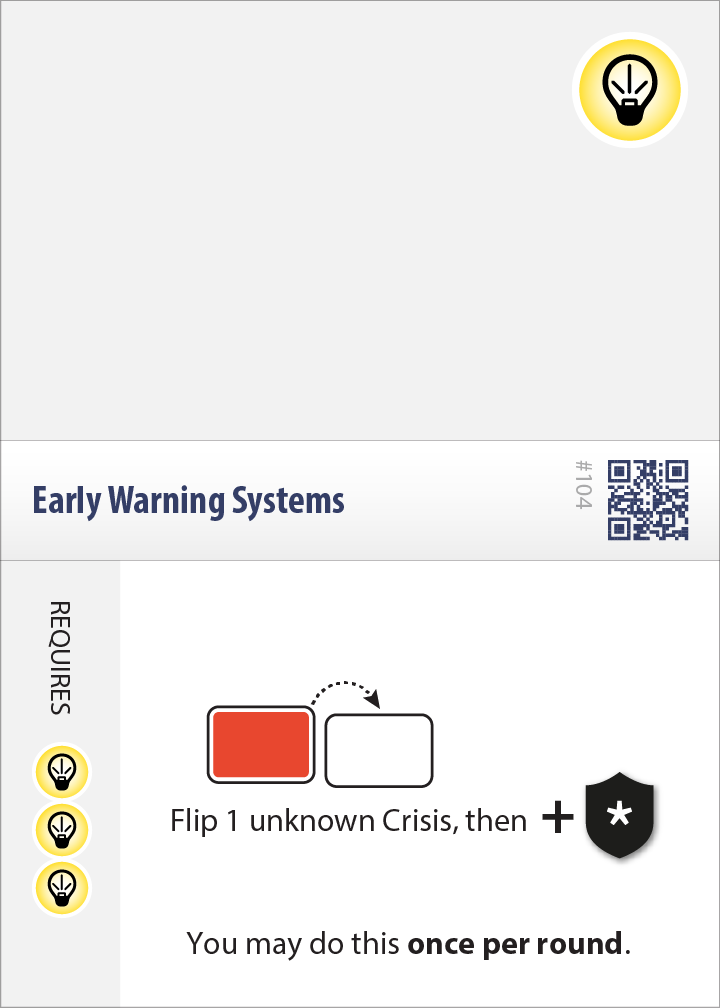 Early Warning Systems
#104
REQUIRES
Flip 1 unknown Crisis, then + *
You may do this once per round.